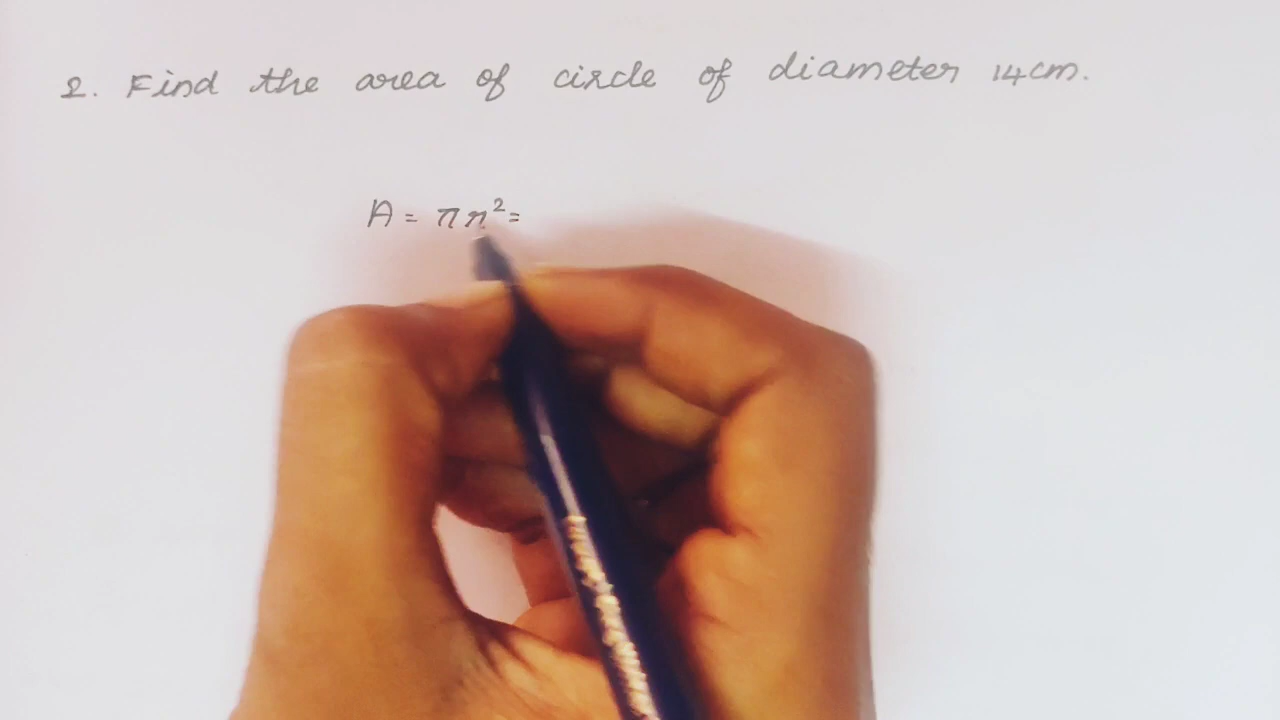 2. Find the area of circle of diameter 14cm.
A = πr²=